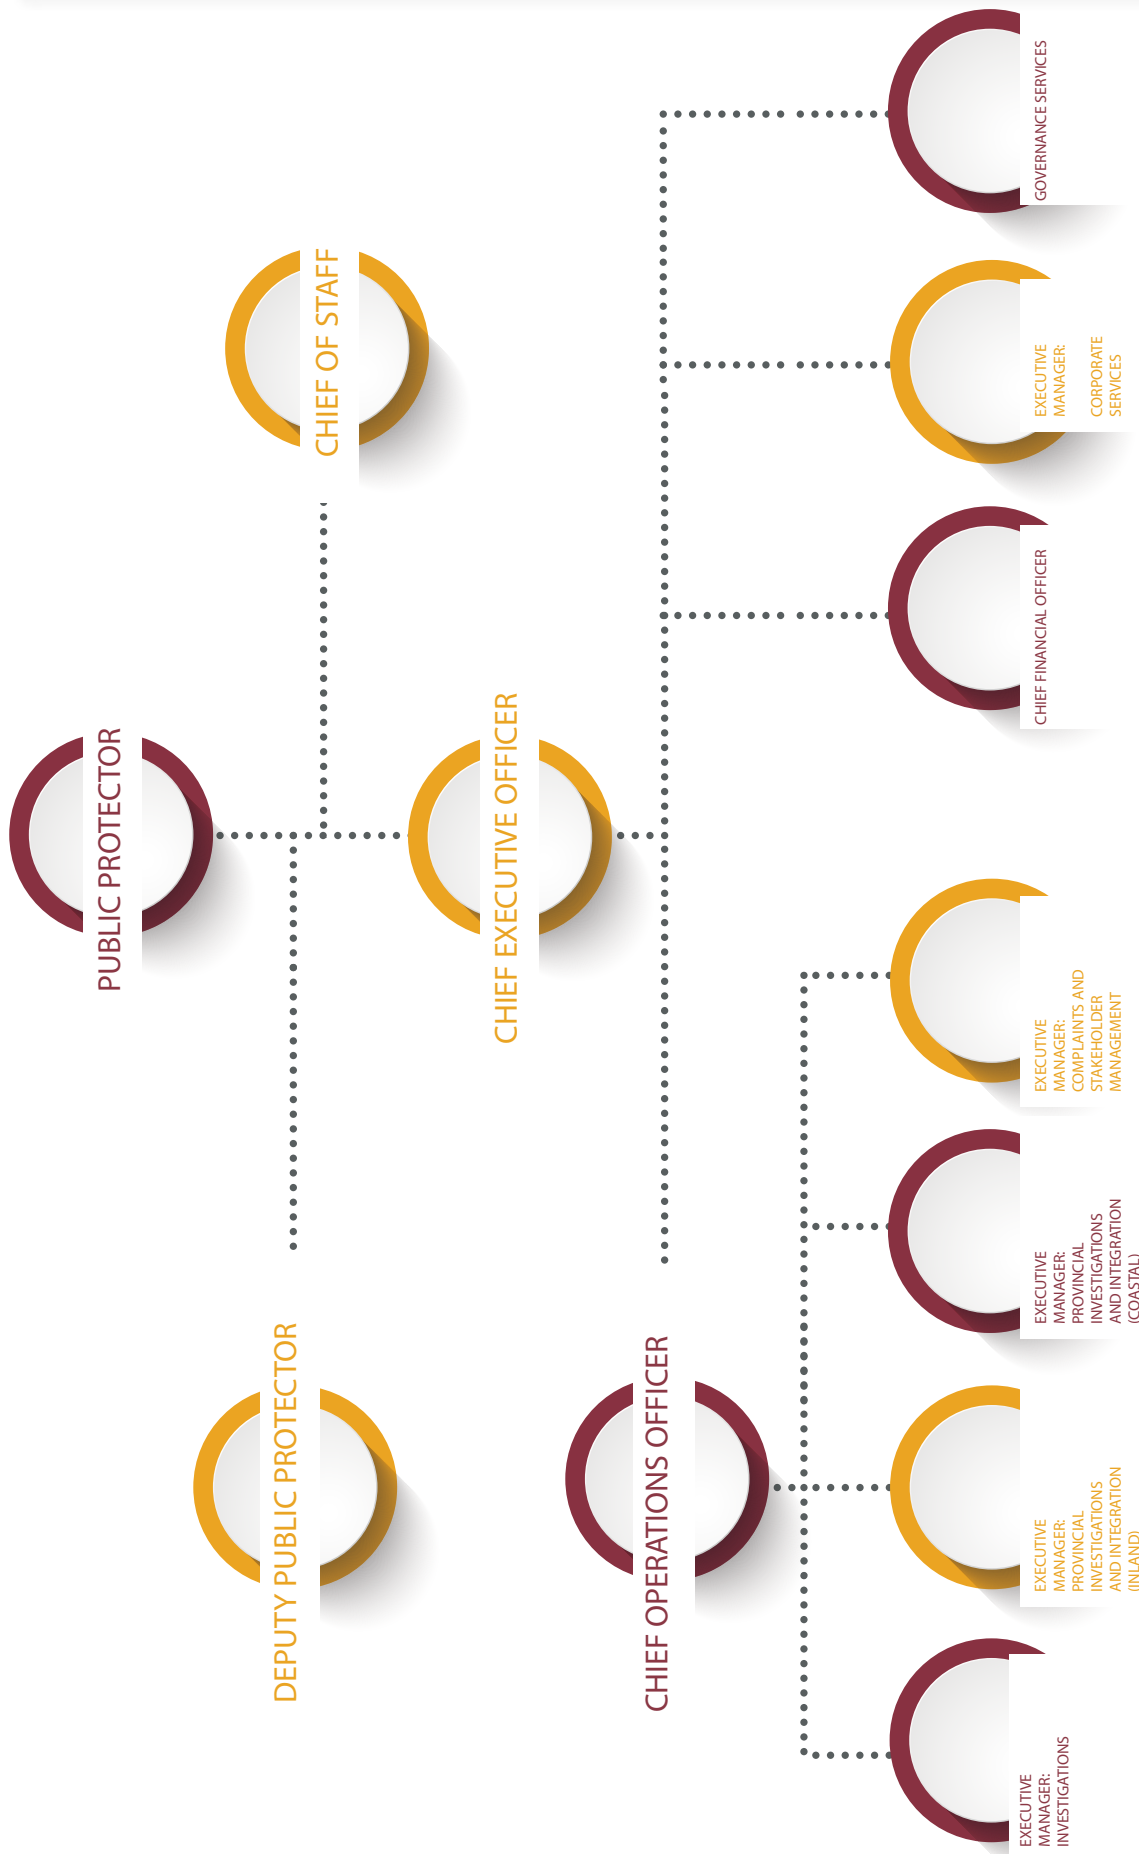 PUBLIC PROTECTOR
DEPUTY PUBLIC PROTECTOR
CHIEF OF STAFF
CHIEF EXECUTIVE OFFICER
CHIEF OPERATIONS OFFICER
EXECUTIVE
MANAGER:
INVESTIGATIONS
EXECUTIVE
MANAGER:
PROVINCIAL
INVESTIGATIONS
AND INTEGRATION
(INLAND)
EXECUTIVE
MANAGER:
PROVINCIAL
INVESTIGATIONS
AND INTEGRATION
(COASTAL)
EXECUTIVE
MANAGER:
COMPLAINTS AND
STAKEHOLDER
MANAGEMENT
CHIEF FINANCIAL OFFICER
EXECUTIVE
MANAGER:
CORPORATE
SERVICES
GOVERNANCE SERVICES